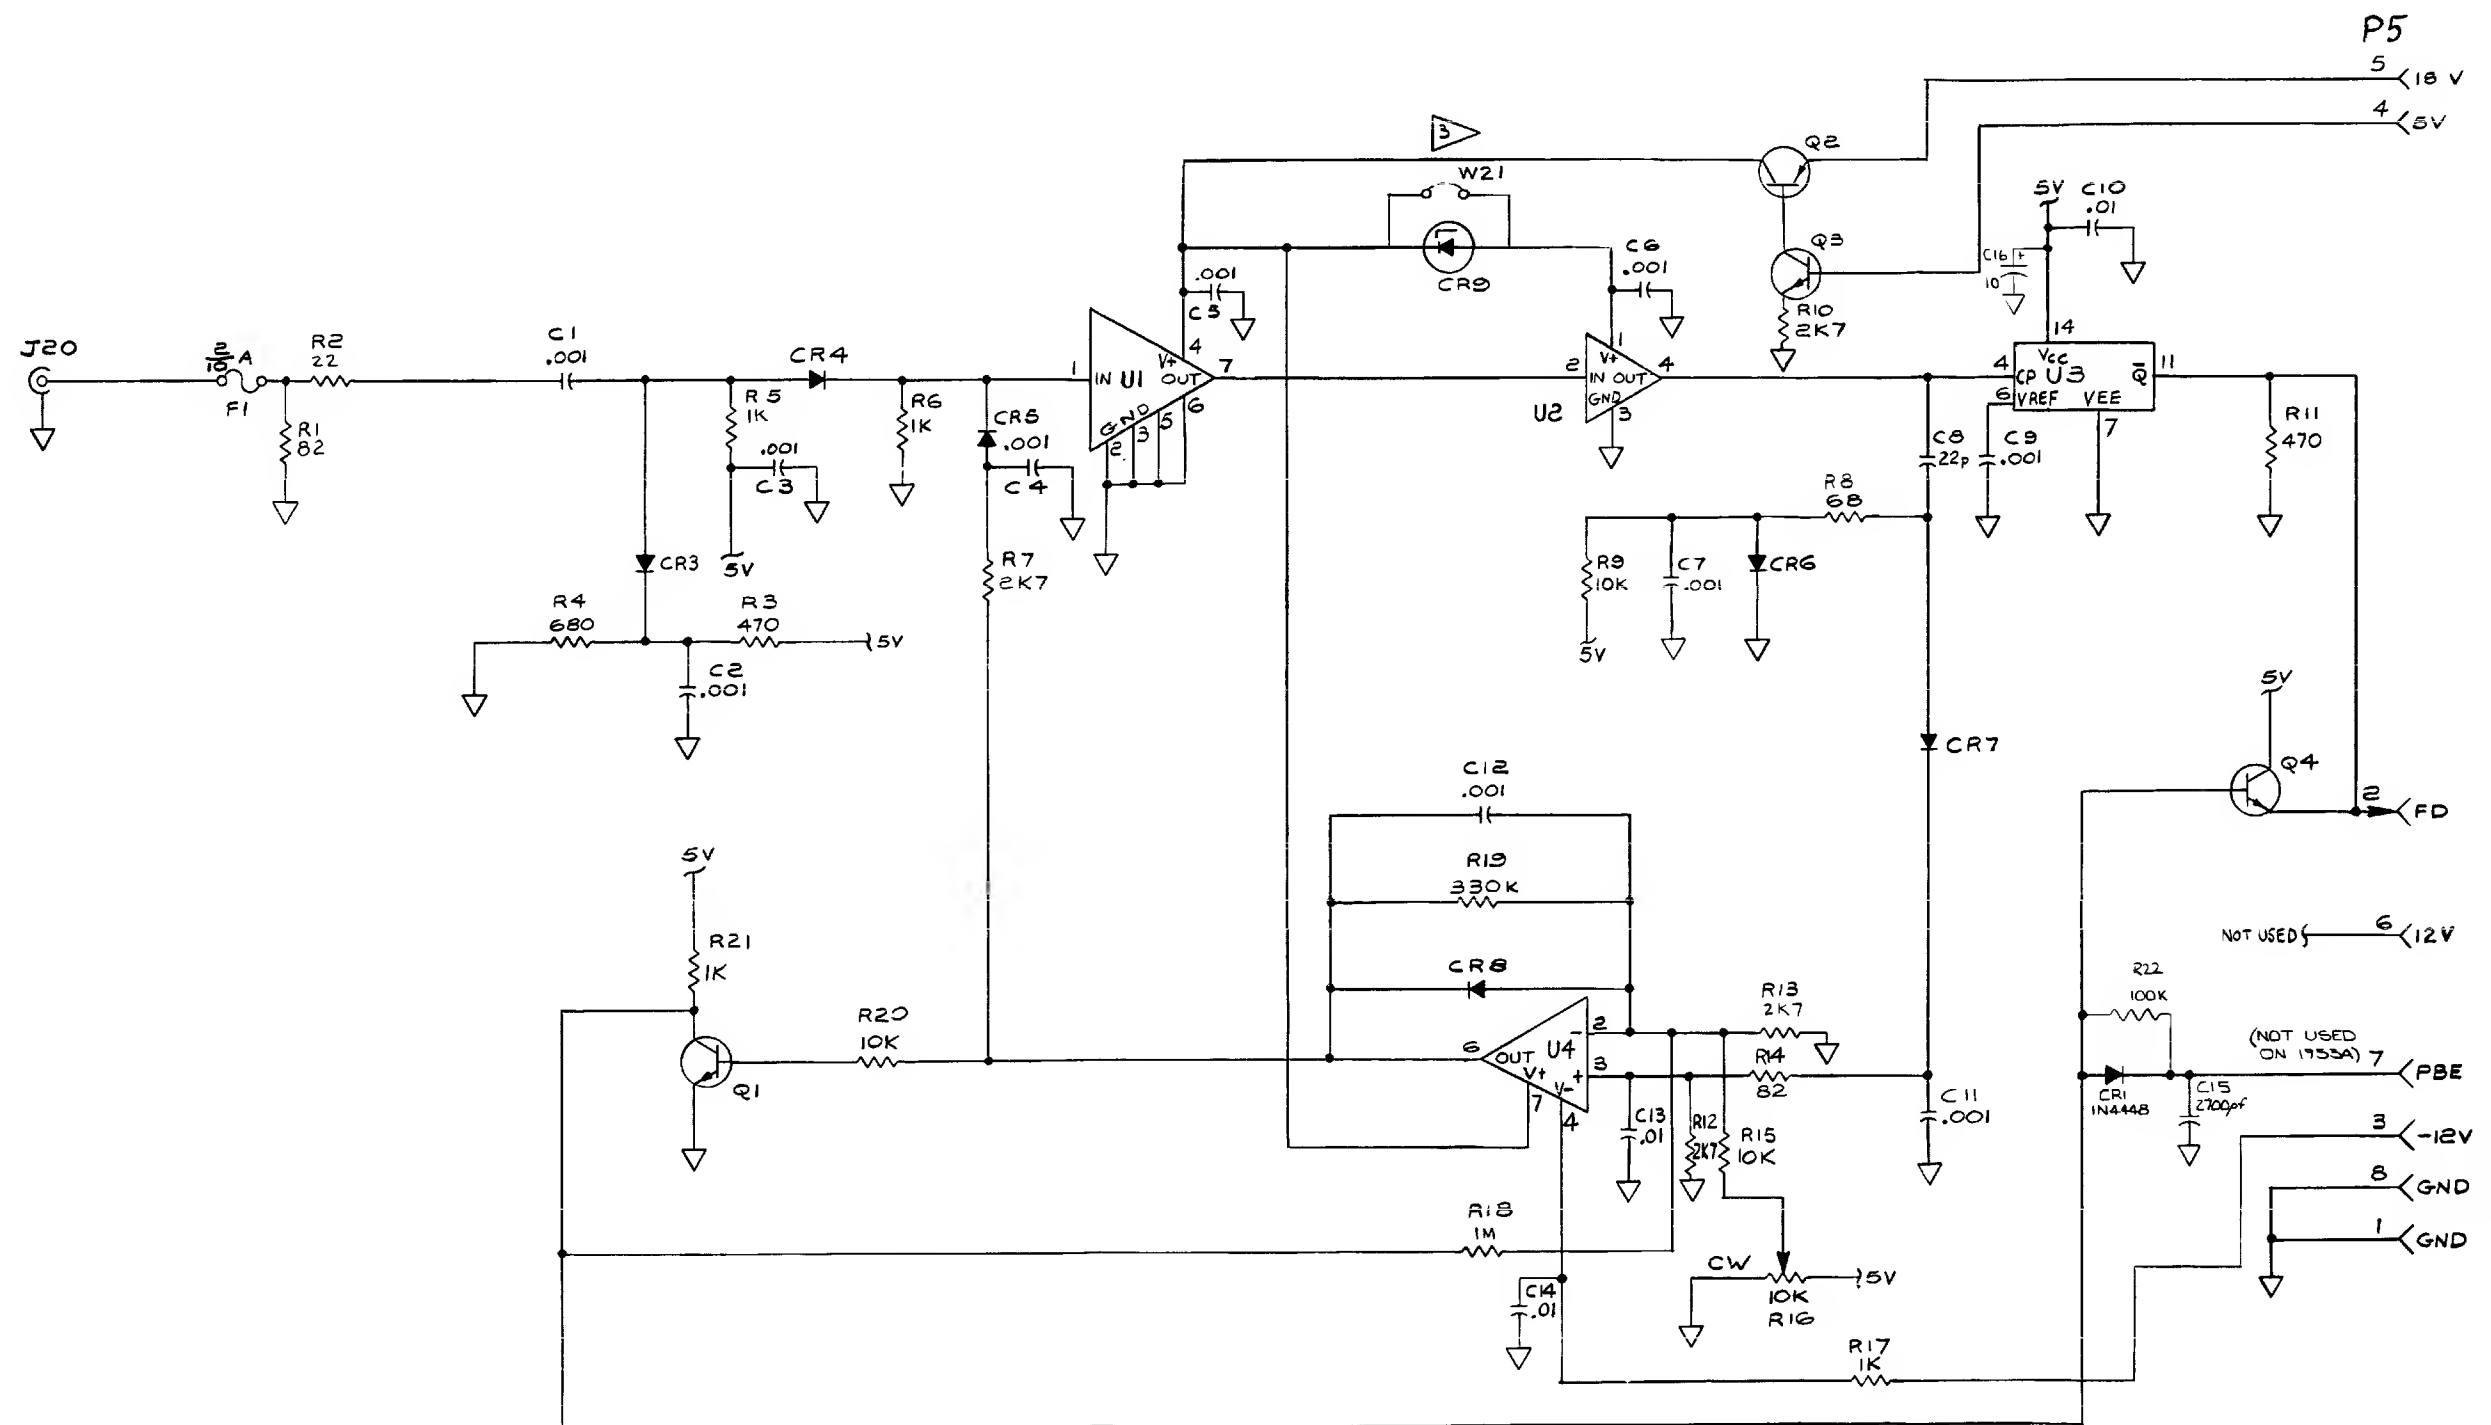 P5
5
18 V
4
5V
3
W21
Q2
CR9
C6
.001
Q3
R10
2K7
5V
C10
.01
C16
+
10
J20
2/10 A
F1
R1
82
R2
22
C1
.001
CR4
R5
1K
.001
C3
5V
CR3
R4
680
R3
470
5V
C2
.001
R6
1K
CR5
.001
C4
R7
2K7
.001
C5
1
IN
U1
V+
4
OUT
7
GND
2
3
5
6
2
IN
OUT
V+
1
4
GND
3
U2
14
VCC
4
CP
U3
Q̅
11
6
VREF
VEE
7
R11
470
C8
22p
C9
.001
R8
68
R9
10K
5V
C7
.001
CR6
CR7
5V
Q4
2
FD
C12
.001
R19
330K
CR8
5V
R21
1K
Q1
R20
10K
6
OUT
U4
2
-
3
+
V+
7
V-
4
R13
2K7
R14
82
C13
.01
R12
2K7
R15
10K
C11
.001
NOT USED
6
12V
R22
100K
(NOT USED
ON 1953A)
7
PBE
CR1
1N4448
C15
2700pf
3
-12V
8
GND
1
GND
R18
1M
C14
.01
CW
5V
10K
R16
R17
1K